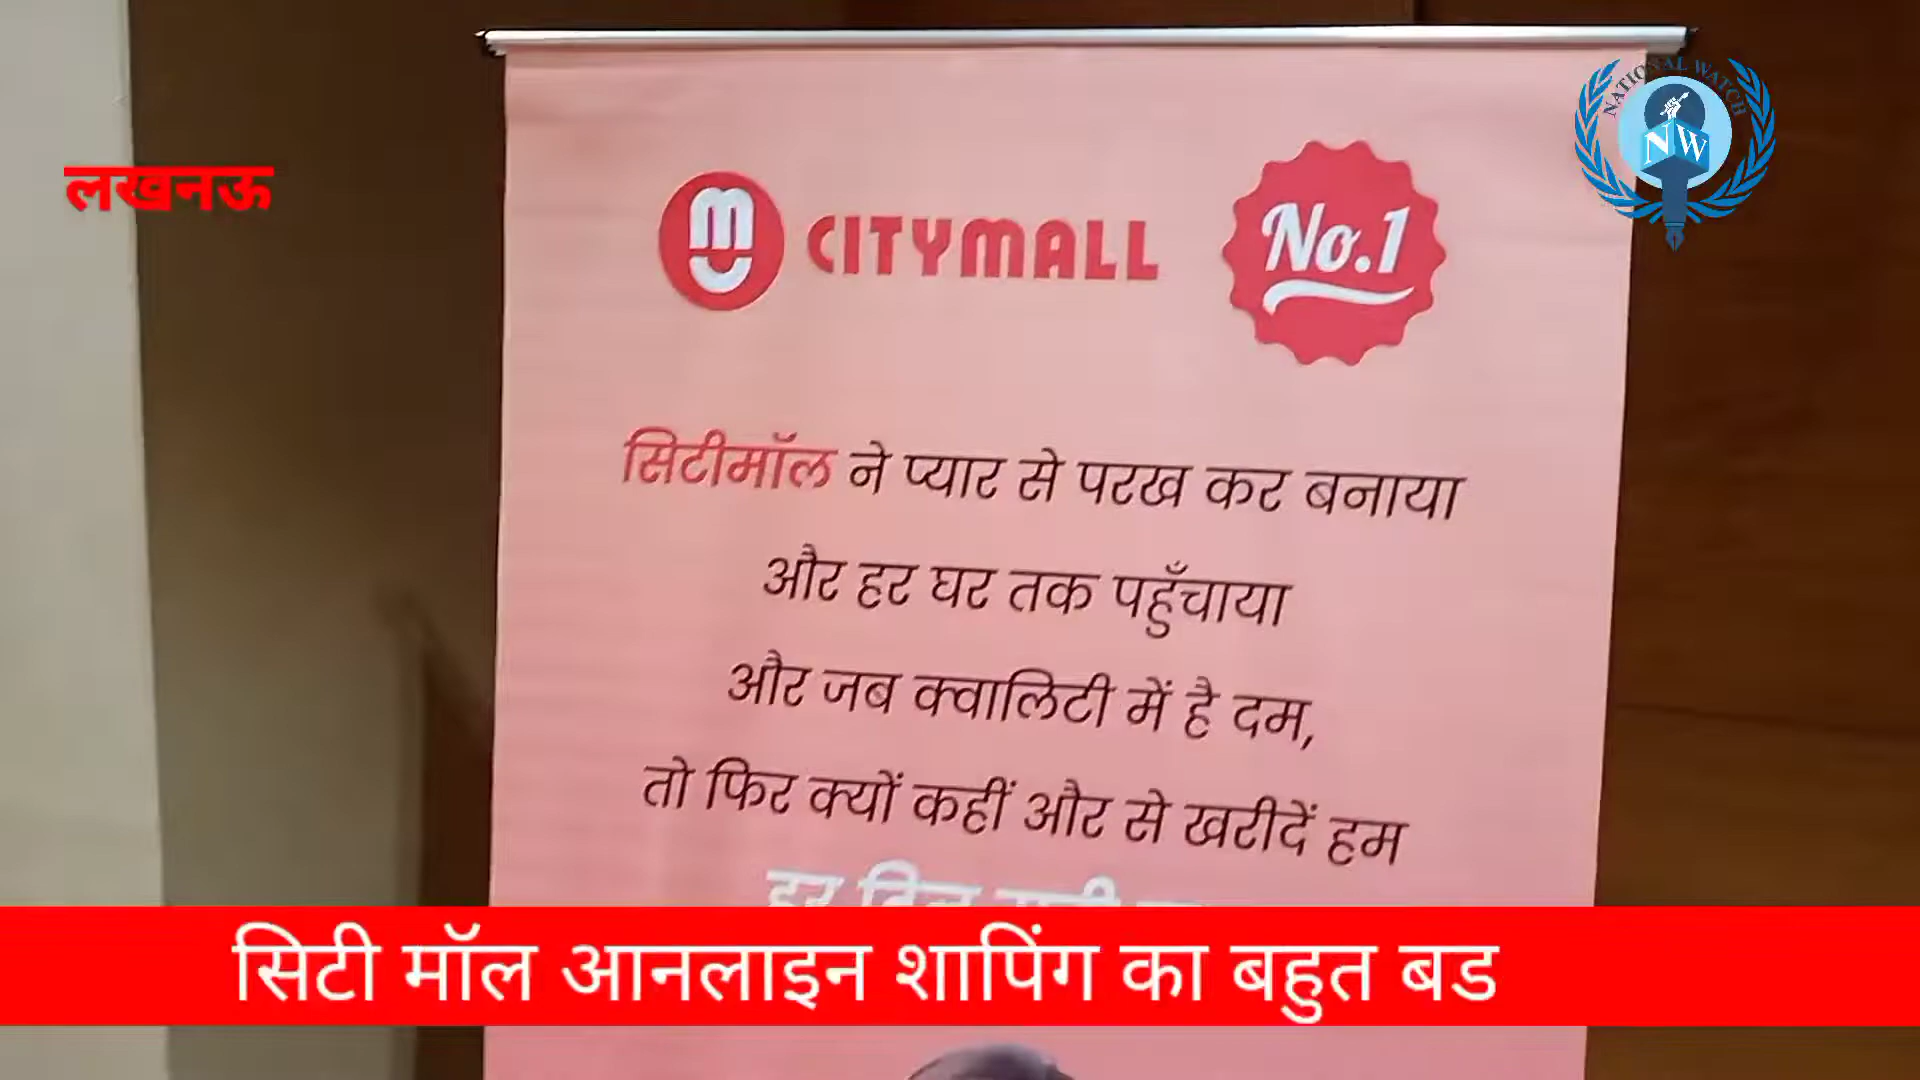 NATIONAL WATCH
NW
लखनऊ
CITYMALL
No.1
सिटीमॉल ने प्यार से परख कर बनाया
और हर घर तक पहुँचाया
और जब क्वालिटी में है दम,
तो फिर क्यों कहीं और से खरीदें हम
सिटी मॉल आनलाइन शापिंग का बहुत बड